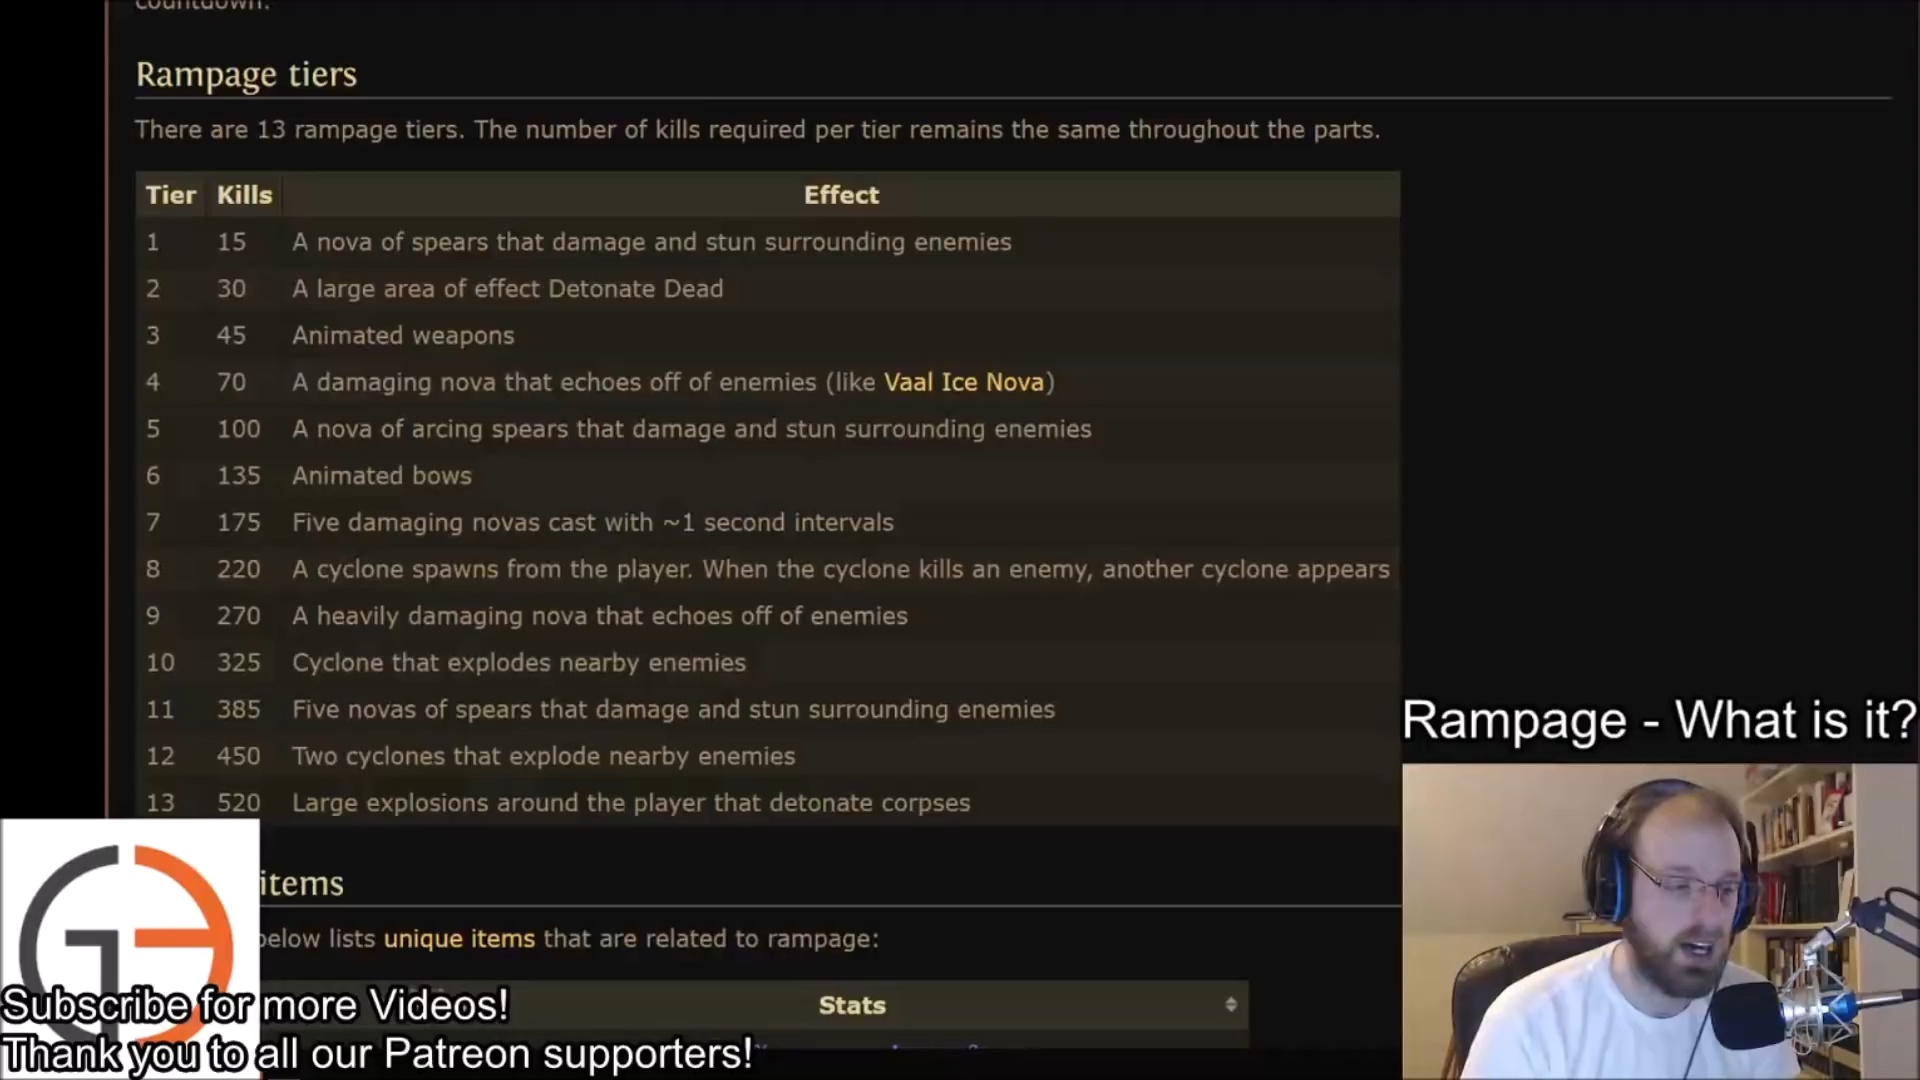 countdown.
Rampage tiers
There are 13 rampage tiers. The number of kills required per tier remains the same throughout the parts.
Tier Kills Effect
1 15 A nova of spears that damage and stun surrounding enemies
2 30 A large area of effect Detonate Dead
3 45 Animated weapons
4 70 A damaging nova that echoes off of enemies (like Vaal Ice Nova)
5 100 A nova of arcing spears that damage and stun surrounding enemies
6 135 Animated bows
7 175 Five damaging novas cast with ~1 second intervals
8 220 A cyclone spawns from the player. When the cyclone kills an enemy, another cyclone appears
9 270 A heavily damaging nova that echoes off of enemies
10 325 Cyclone that explodes nearby enemies
11 385 Five novas of spears that damage and stun surrounding enemies
12 450 Two cyclones that explode nearby enemies
13 520 Large explosions around the player that detonate corpses
Rampage - What is it?
items
below lists unique items that are related to rampage:
Stats
Subscribe for more Videos!
Thank you to all our Patreon supporters!